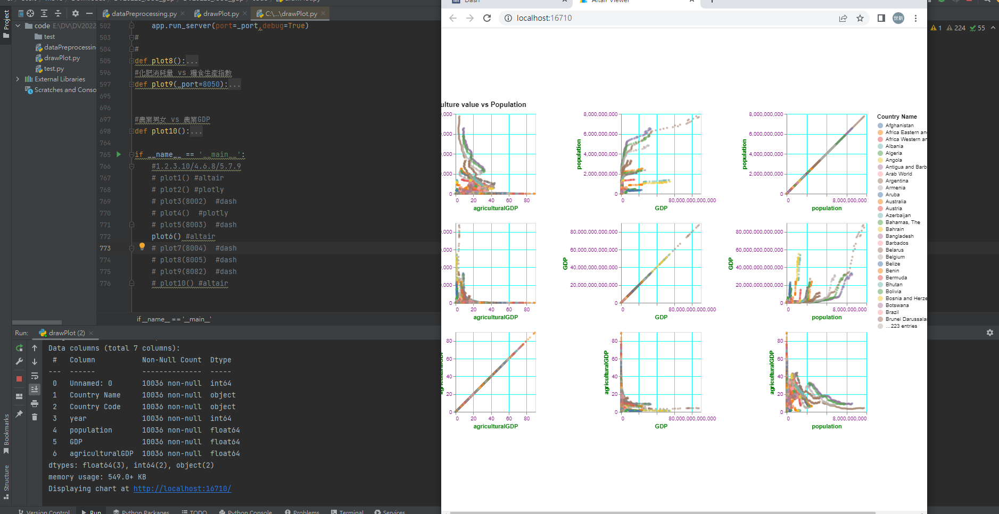 Dash
Altair Viewer
dataPreprocessing.py
drawPlot.py
C:\...\drawPlot.py
localhost:16710
世新
Project
code E:\DV\DV2022
test
dataPreprocessin
drawPlot.py
test.py
External Libraries
Scratches and Conso
1 224 55
502 app.run_server(port=_port,debug=True)
503 #
504 #
505 def plot8():...
596 #化肥消耗量 vs 糧食生產指數
597 def plot9(_port=8050):...
695
696
697 #農業男女 vs 農業GDP
698 def plot10():...
764
765 if __name__ == '__main__':
766 #1.2.3.10/4.6.8/5.7.9
767 # plot1() #altair
768 # plot2() #plotly
769 # plot3(8002)  #dash
770 # plot4()  #plotly
771 # plot5(8003)  #dash
772 plot6() #altair
773 # plot7(8004)  #dash
774 # plot8(8005)  #dash
775 # plot9(8082)  #dash
776 # plot10() #altair
if __name__ == '__main__'
Run: drawPlot (2)
Data columns (total 7 columns):
 #   Column           Non-Null Count  Dtype
---  ------           --------------  -----
 0   Unnamed: 0       10036 non-null  int64
 1   Country Name     10036 non-null  object
 2   Country Code     10036 non-null  object
 3   year             10036 non-null  int64
 4   population       10036 non-null  float64
 5   GDP              10036 non-null  float64
 6   agriculturalGDP  10036 non-null  float64
dtypes: float64(3), int64(2), object(2)
memory usage: 549.0+ KB
Displaying chart at http://localhost:16710/
Bookmarks
Structure
Version Control Run Python Packages TODO Python Console Problems Terminal Services
ulture value vs Population
0,000
,000
,000
,000
0
0 20 40 60 80
agriculturalGDP
population
8,000,000,000
6,000,000,000
4,000,000,000
2,000,000,000
0
0 80,000,000,000
GDP
population
8,000,000,000
6,000,000,000
4,000,000,000
2,000,000,000
0
0 8,000,000,000
population
0,000
0,000
0,000
0,000
0
0 20 40 60 80
agriculturalGDP
GDP
80,000,000,000
60,000,000,000
40,000,000,000
20,000,000,000
0
0 80,000,000,000
GDP
GDP
80,000,000,000
60,000,000,000
40,000,000,000
20,000,000,000
0
0 8,000,000,000
population
agriculturalGDP
80
60
40
20
0
0 20 40 60 80
agriculturalGDP
agriculturalGDP
80
60
40
20
0
0 80,000,000,000
GDP
agriculturalGDP
80
60
40
20
0
0 8,000,000,000
population
Country Name
Afghanistan
Africa Eastern an
Africa Western an
Albania
Algeria
Angola
Antigua and Barb
Arab World
Argentina
Armenia
Aruba
Australia
Austria
Azerbaijan
Bahamas, The
Bahrain
Bangladesh
Barbados
Belarus
Belgium
Belize
Benin
Bermuda
Bhutan
Bolivia
Bosnia and Herze
Botswana
Brazil
Brunei Darussala
...223 entries